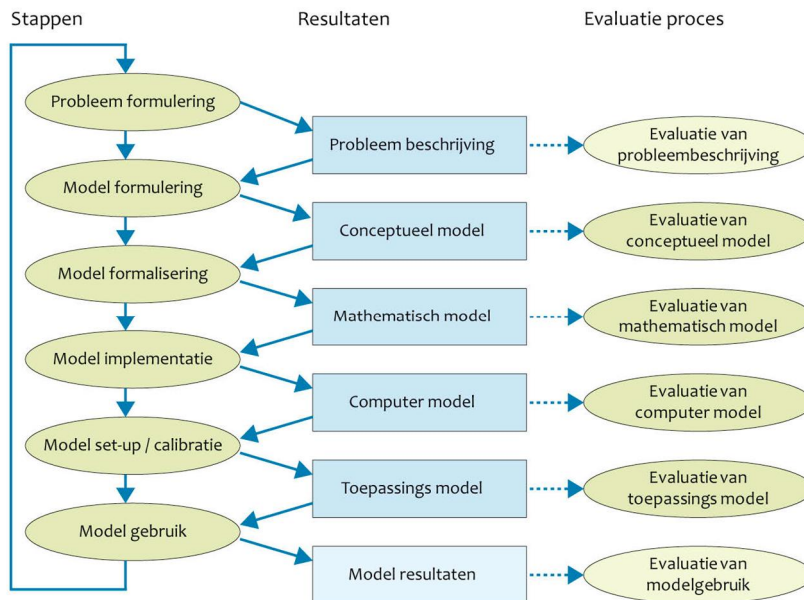 Stappen
Resultaten
Evaluatie proces
Probleem formulering
Probleem beschrijving
Evaluatie van
probleembeschrijving
Model formulering
Conceptueel model
Evaluatie van
conceptueel model
Model formalisering
Mathematisch model
Evaluatie van
mathematisch model
Model implementatie
Computer model
Evaluatie van
computer model
Model set-up / calibratie
Toepassings model
Evaluatie van
toepassings model
Model gebruik
Model resultaten
Evaluatie van
modelgebruik